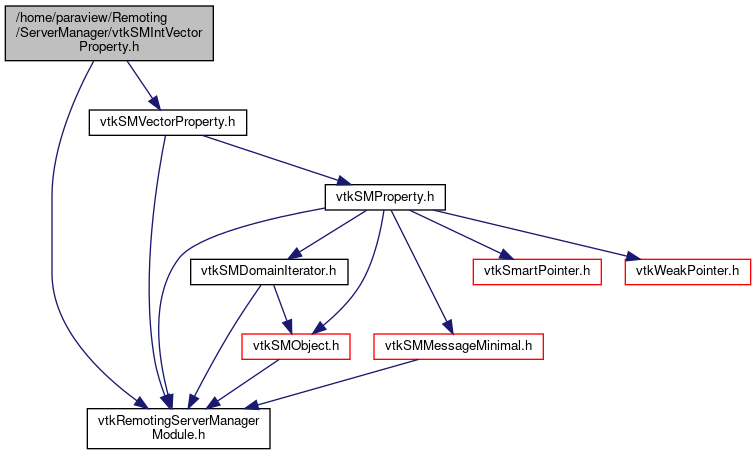 /home/paraview/Remoting
/ServerManager/vtkSMIntVector
Property.h
vtkSMVectorProperty.h
vtkSMProperty.h
vtkSMDomainIterator.h
vtkSmartPointer.h
vtkWeakPointer.h
vtkSMObject.h
vtkSMMessageMinimal.h
vtkRemotingServerManager
Module.h